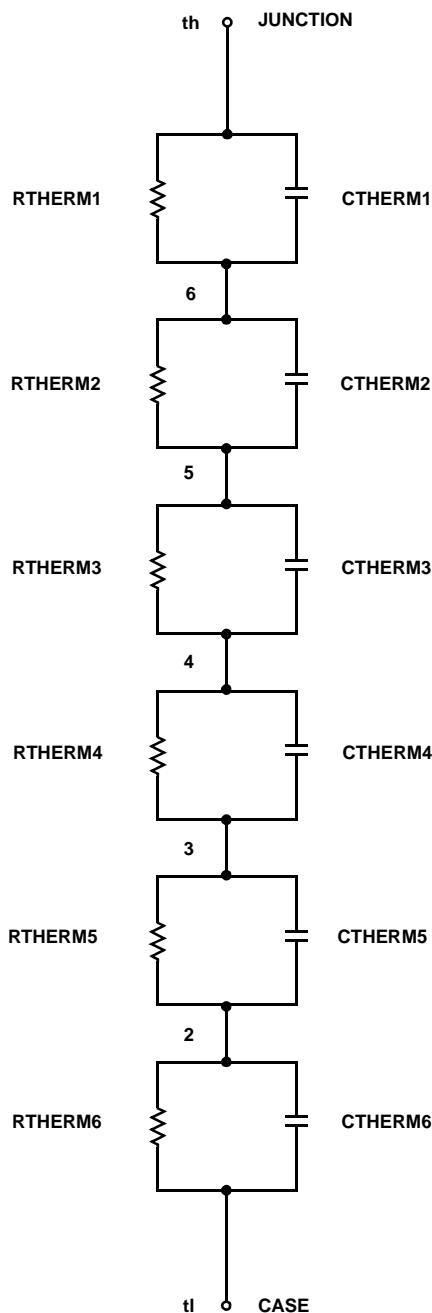 th JUNCTION
RTHERM1 CTHERM1
6
RTHERM2 CTHERM2
5
RTHERM3 CTHERM3
4
RTHERM4 CTHERM4
3
RTHERM5 CTHERM5
2
RTHERM6 CTHERM6
tl CASE